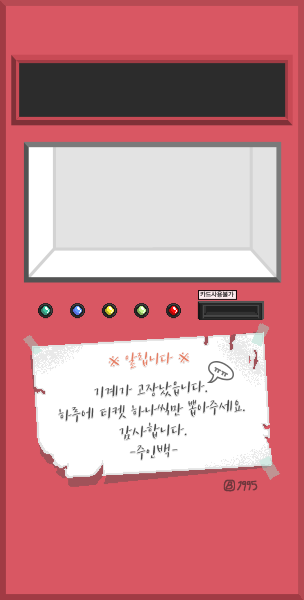 카드사용불가
※ 알립니다 ※
ㅠㅠ
기계가 고장났읍니다.
하루에 티켓 하나씩만 뽑아주세요.
감사합니다.
-주인백-
1995